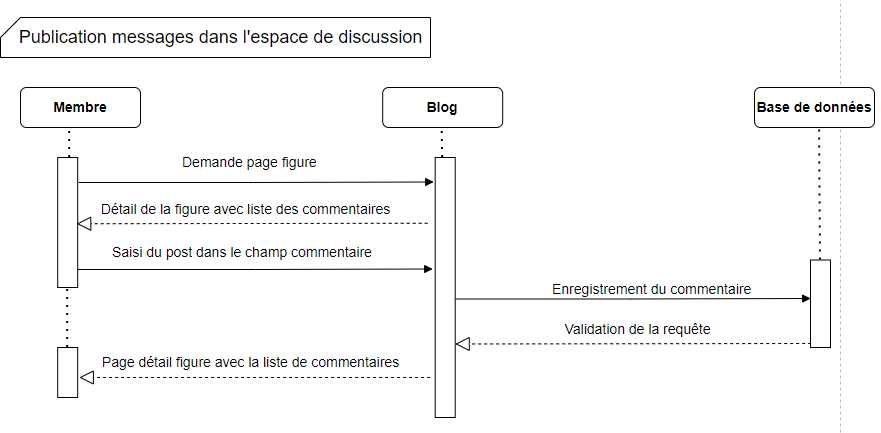 Publication messages dans l'espace de discussion
Membre
Blog
Base de données
Demande page figure
Détail de la figure avec liste des commentaires
Saisi du post dans le champ commentaire
Enregistrement du commentaire
Validation de la requête
Page détail figure avec la liste de commentaires